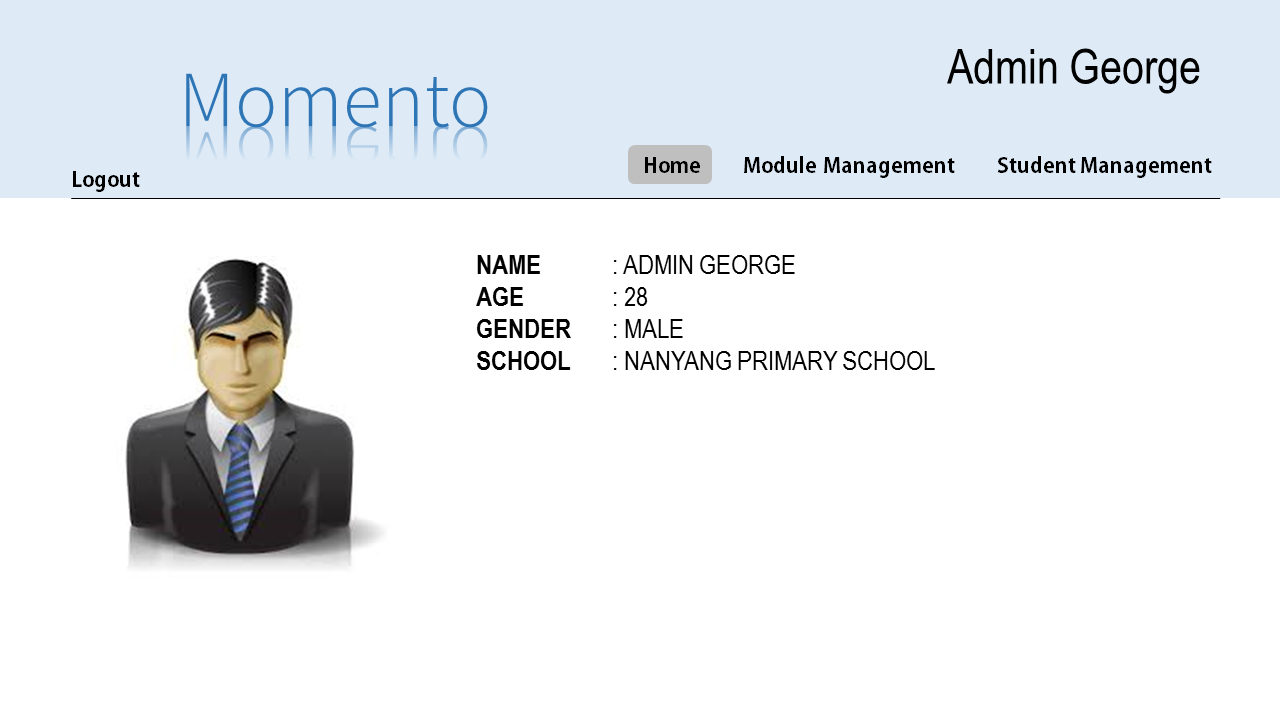 Admin George
Momento
Logout
Home Module Management Student Management
NAME : ADMIN GEORGE
AGE : 28
GENDER : MALE
SCHOOL : NANYANG PRIMARY SCHOOL